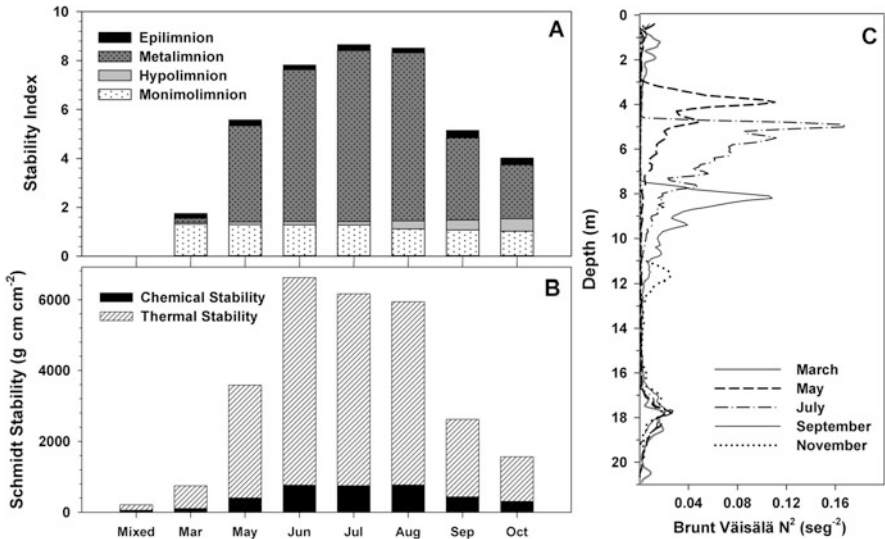 A
Stability Index
10
8
6
4
2
0
Epilimnion
Metalimnion
Hypolimnion
Monimolimnion
B
Schmidt Stability (g cm cm⁻²)
6000
4000
2000
0
Chemical Stability
Thermal Stability
Mixed Mar May Jun Jul Aug Sep Oct
C
Depth (m)
0
2
4
6
8
10
12
14
16
18
20
March
May
July
September
November
0.04 0.08 0.12 0.16
Brunt Väisälä N² (seg⁻²)